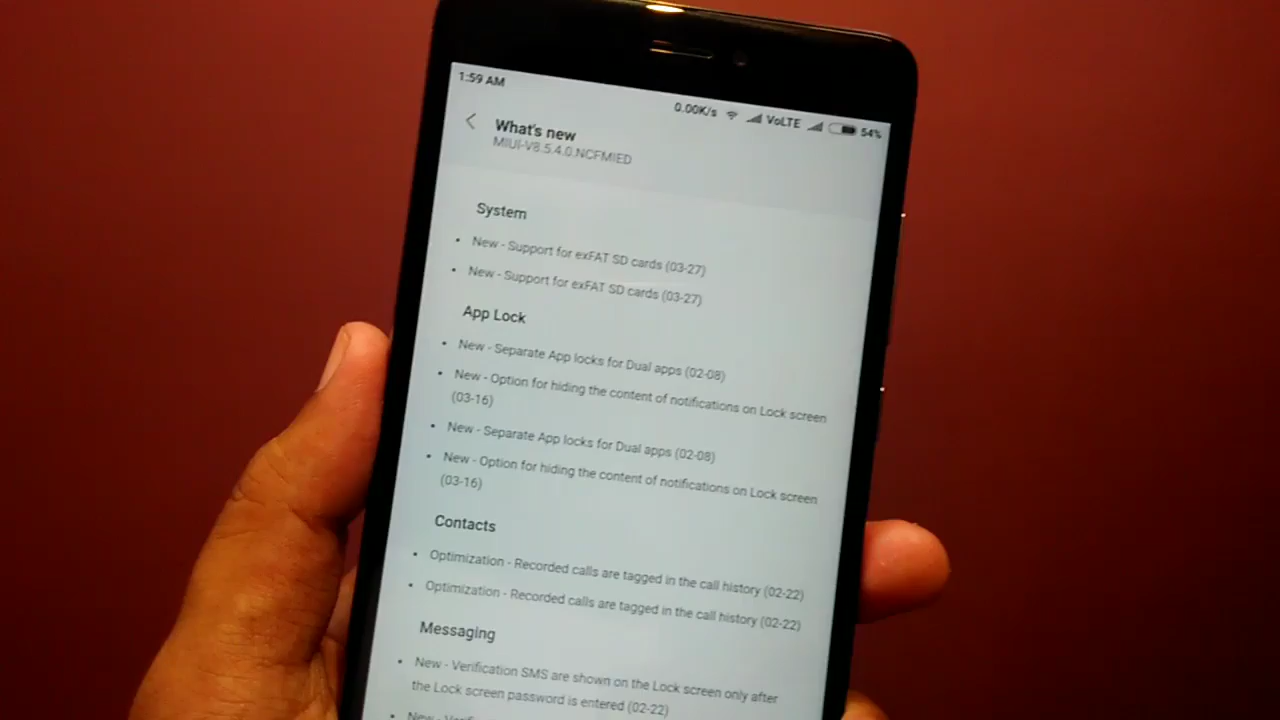 1:59 AM
0.00K/s VoLTE 54%
What's new
MIUI-V8.5.4.0.NCFMIED
System
• New - Support for exFAT SD cards (03-27)
• New - Support for exFAT SD cards (03-27)
App Lock
• New - Separate App locks for Dual apps (02-08)
• New - Option for hiding the content of notifications on Lock screen
(03-16)
• New - Separate App locks for Dual apps (02-08)
• New - Option for hiding the content of notifications on Lock screen
(03-16)
Contacts
• Optimization - Recorded calls are tagged in the call history (02-22)
• Optimization - Recorded calls are tagged in the call history (02-22)
Messaging
• New - Verification SMS are shown on the Lock screen only after
the Lock screen password is entered (02-22)
• New -